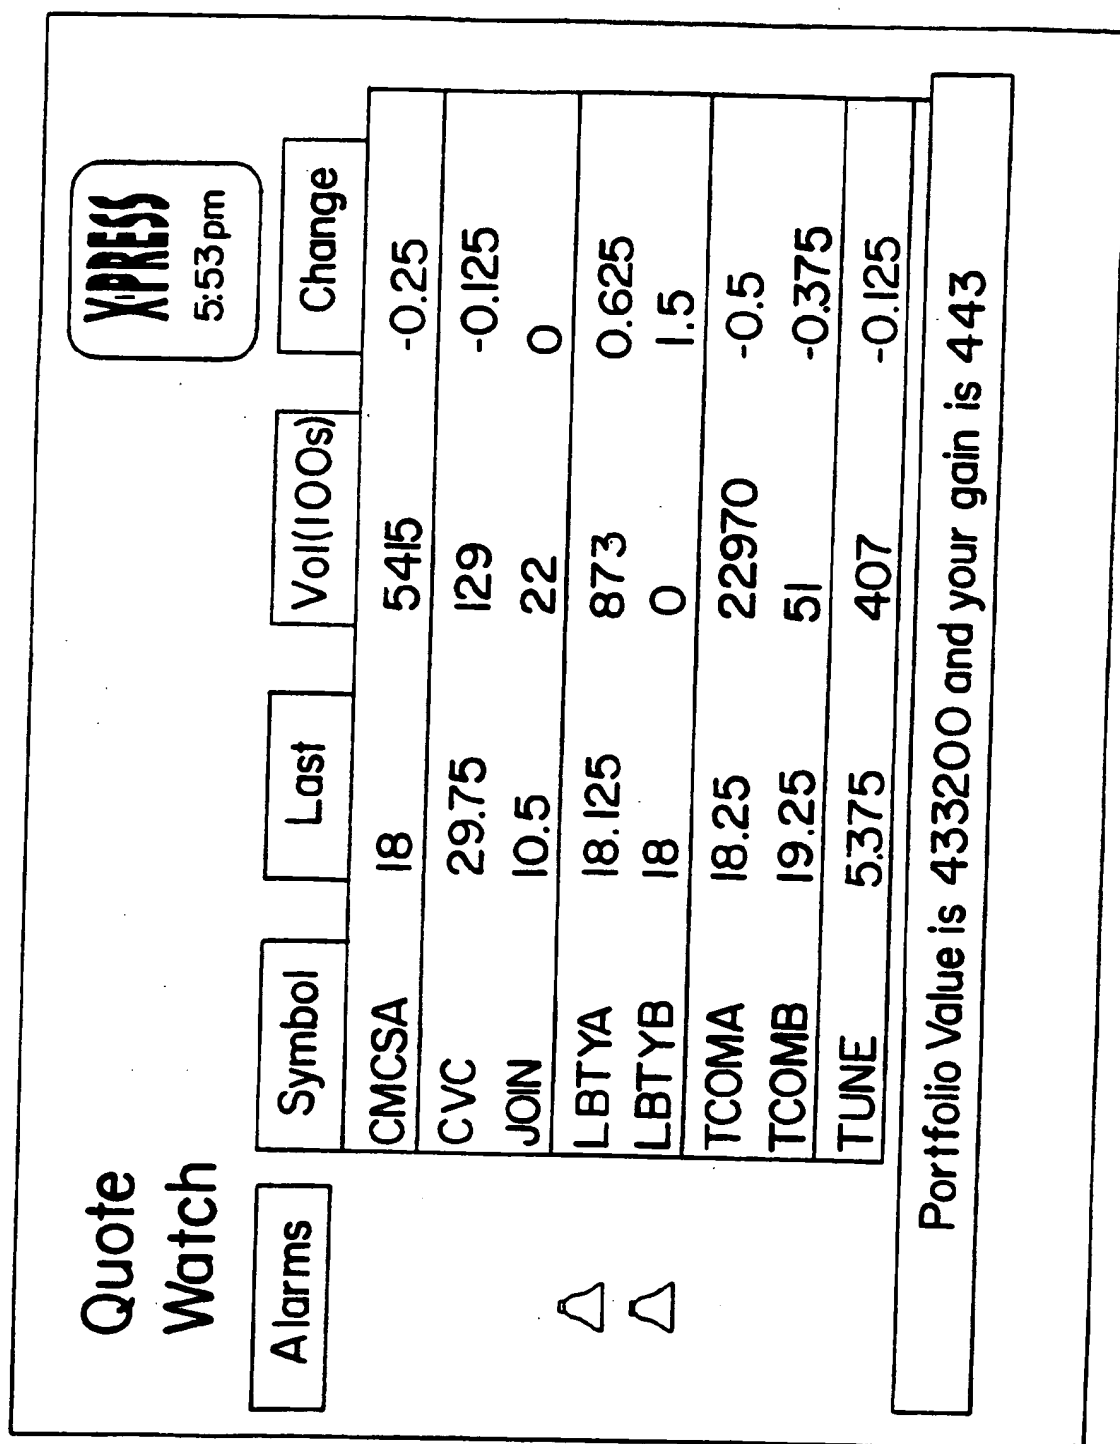 Quote
Watch
X·PRESS
5:53pm
Alarms Symbol Last Vol(100s) Change
CMCSA 18 5415 -0.25
CVC 29.75 129 -0.125
JOIN 10.5 22 0
LBTYA 18.125 873 0.625
LBTYB 18 0 1.5
TCOMA 18.25 22970 -0.5
TCOMB 19.25 51 -0.375
TUNE 5.375 407 -0.125
Portfolio Value is 433200 and your gain is 443